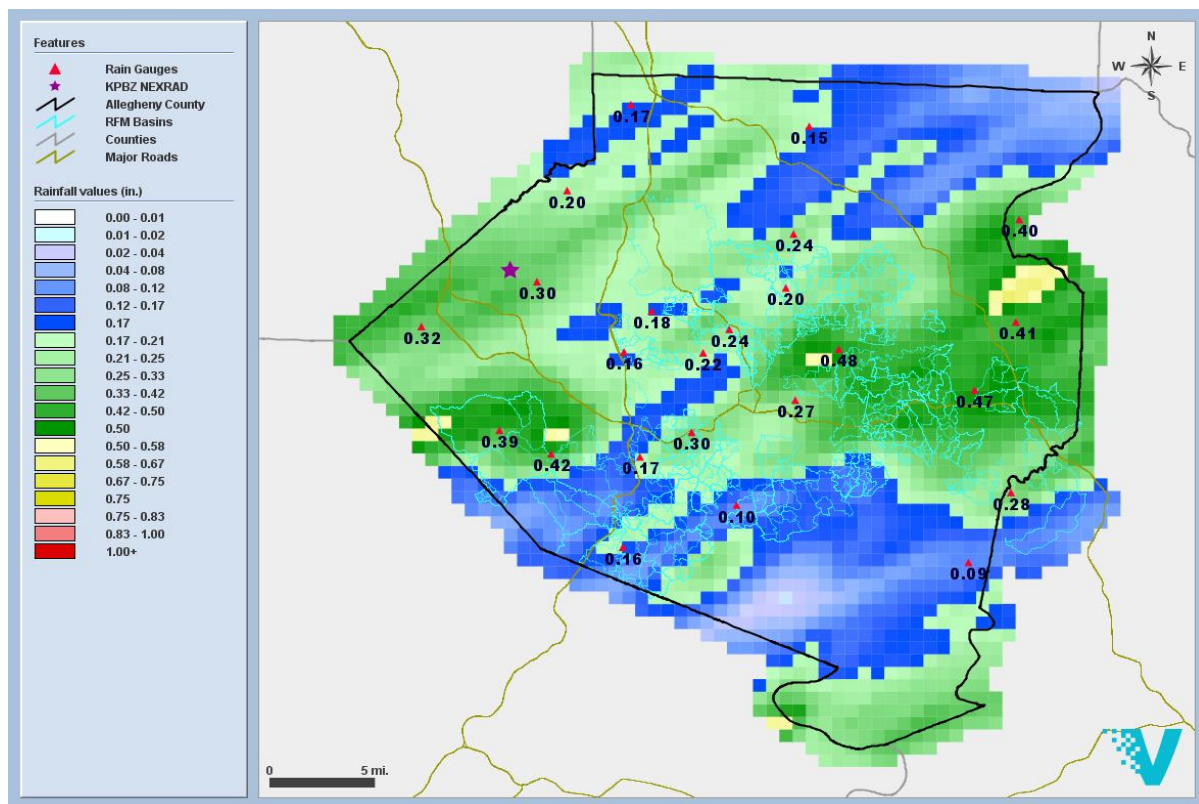 Features
Rain Gauges
KPBZ NEXRAD
Allegheny County
RFM Basins
Counties
Major Roads
Rainfall values (in.)
0.00 - 0.01
0.01 - 0.02
0.02 - 0.04
0.04 - 0.08
0.08 - 0.12
0.12 - 0.17
0.17
0.17 - 0.21
0.21 - 0.25
0.25 - 0.33
0.33 - 0.42
0.42 - 0.50
0.50
0.50 - 0.58
0.58 - 0.67
0.67 - 0.75
0.75
0.75 - 0.83
0.83 - 1.00
1.00+
N
W E
S
0.17
0.15
0.20
0.40
0.24
0.30
0.20
0.18
0.32
0.24
0.41
0.16
0.22
0.48
0.47
0.27
0.39
0.30
0.42
0.17
0.28
0.10
0.16
0.09
0 5 mi.
V